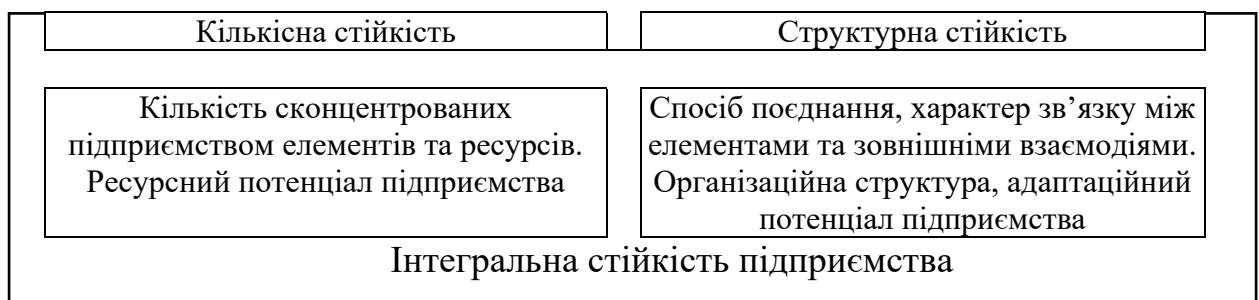 Кількісна стійкість
Структурна стійкість
Кількість сконцентрованих
підприємством елементів та ресурсів.
Ресурсний потенціал підприємства
Спосіб поєднання, характер зв’язку між
елементами та зовнішніми взаємодіями.
Організаційна структура, адаптаційний
потенціал підприємства
Інтегральна стійкість підприємства